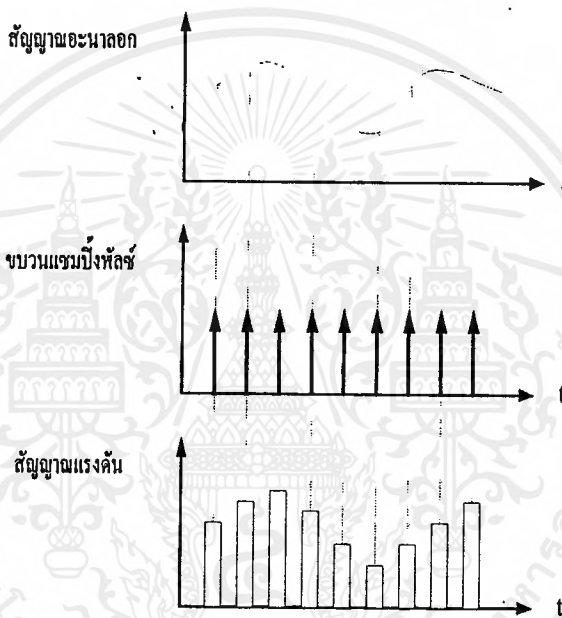 สัญญาณอะนาลอก
ขบวนแซมปิ้งพัลซ์
t
สัญญาณแรงดัน
t